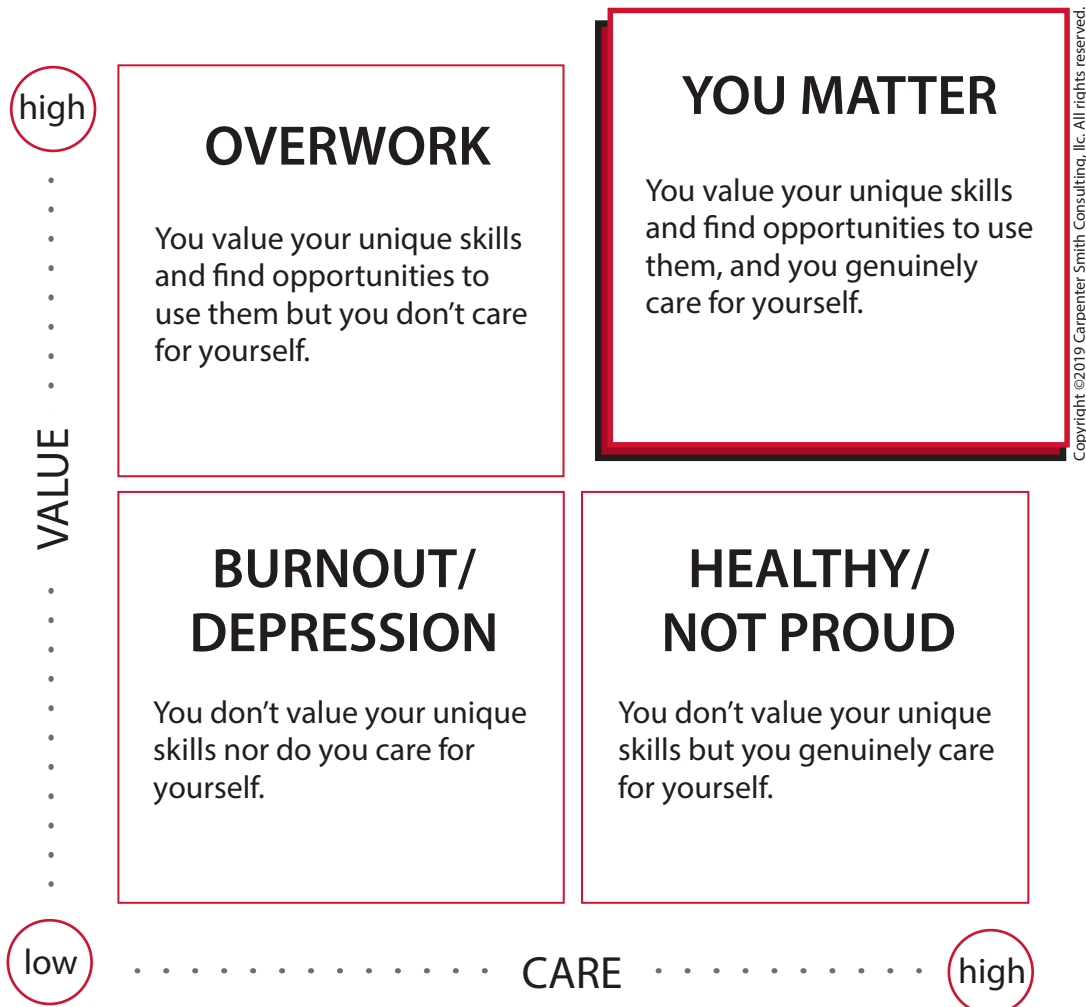 high
OVERWORK
You value your unique skills
and find opportunities to
use them but you don’t care
for yourself.
YOU MATTER
You value your unique skills
and find opportunities to use
them, and you genuinely
care for yourself.
Copyright ©2019 Carpenter Smith Consulting, llc. All rights reserved.
VALUE
BURNOUT/
DEPRESSION
You don’t value your unique
skills nor do you care for
yourself.
HEALTHY/
NOT PROUD
You don’t value your unique
skills but you genuinely care
for yourself.
low
CARE
high